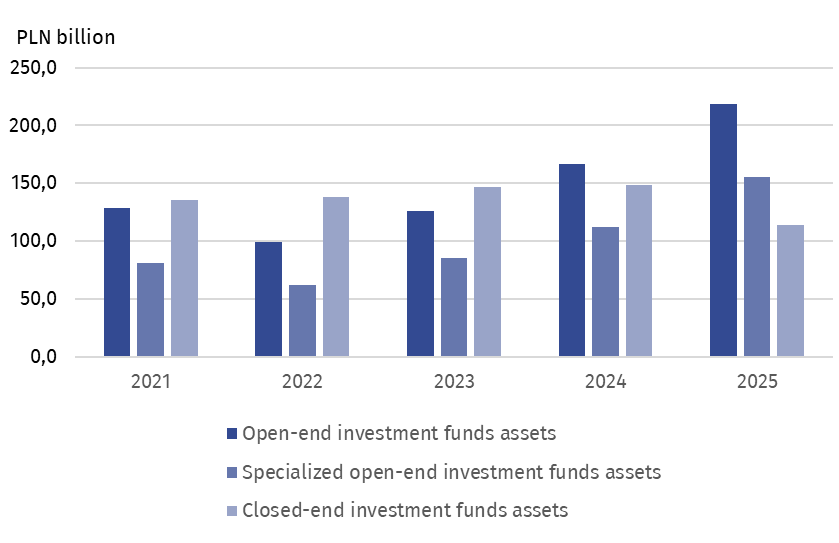 PLN billion
250,0
200,0
150,0
100,0
50,0
0,0
2021 2022 2023 2024 2025
Open-end investment funds assets
Specialized open-end investment funds assets
Closed-end investment funds assets